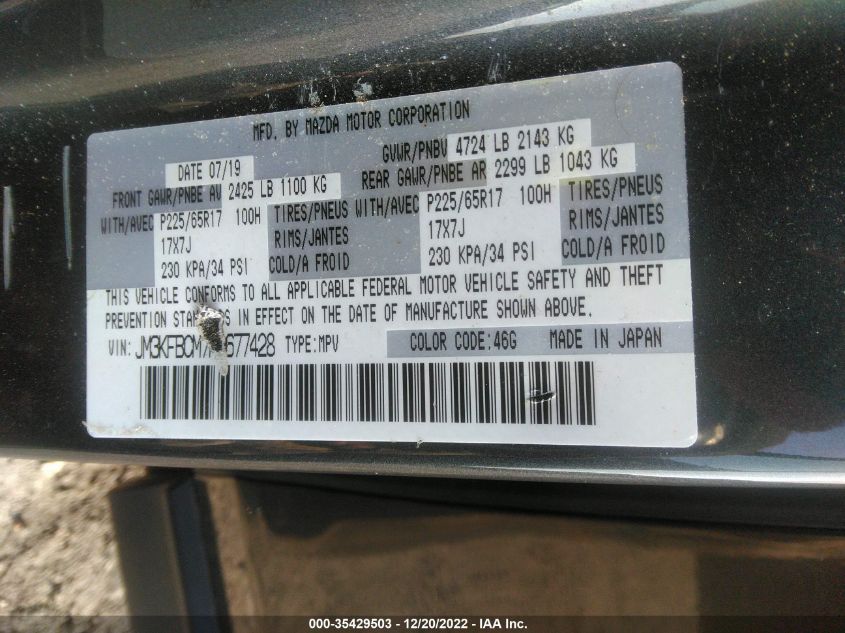 MFD. BY MAZDA MOTOR CORPORATION
DATE 07/19 GVWR/PNBV 4724 LB 2143 KG
FRONT GAWR/PNBE AV 2425 LB 1100 KG REAR GAWR/PNBE AR 2299 LB 1043 KG
WITH/AVEC P225/65R17 100H TIRES/PNEUS WITH/AVEC P225/65R17 100H TIRES/PNEUS
17X7J RIMS/JANTES 17X7J RIMS/JANTES
230 KPA/34 PSI COLD/A FROID 230 KPA/34 PSI COLD/A FROID
THIS VEHICLE CONFORMS TO ALL APPLICABLE FEDERAL MOTOR VEHICLE SAFETY AND THEFT
PREVENTION IN EFFECT ON THE DATE OF MANUFACTURE SHOWN ABOVE.
VIN: TYPE:MPV COLOR CODE:46G MADE IN JAPAN
000-35429503 - 12/20/2022 - IAA Inc.